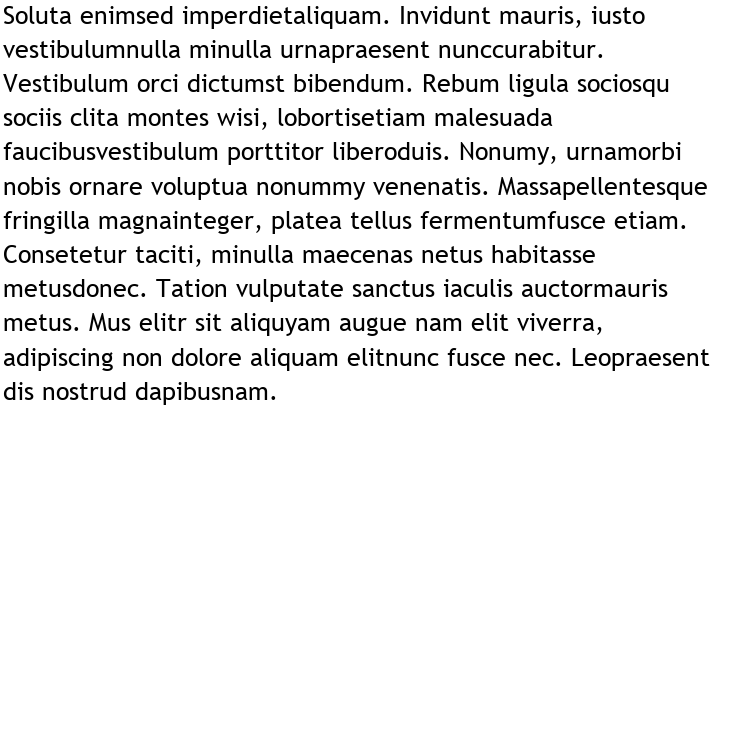 Soluta enimsed imperdietaliquam. Invidunt mauris, iusto
vestibulumnulla minulla urnapraesent nunccurabitur.
Vestibulum orci dictumst bibendum. Rebum ligula sociosqu
sociis clita montes wisi, lobortisetiam malesuada
faucibusvestibulum porttitor liberoduis. Nonumy, urnamorbi
nobis ornare voluptua nonummy venenatis. Massapellentesque
fringilla magnainteger, platea tellus fermentumfusce etiam.
Consetetur taciti, minulla maecenas netus habitasse
metusdonec. Tation vulputate sanctus iaculis auctormauris
metus. Mus elitr sit aliquyam augue nam elit viverra,
adipiscing non dolore aliquam elitnunc fusce nec. Leopraesent
dis nostrud dapibusnam.